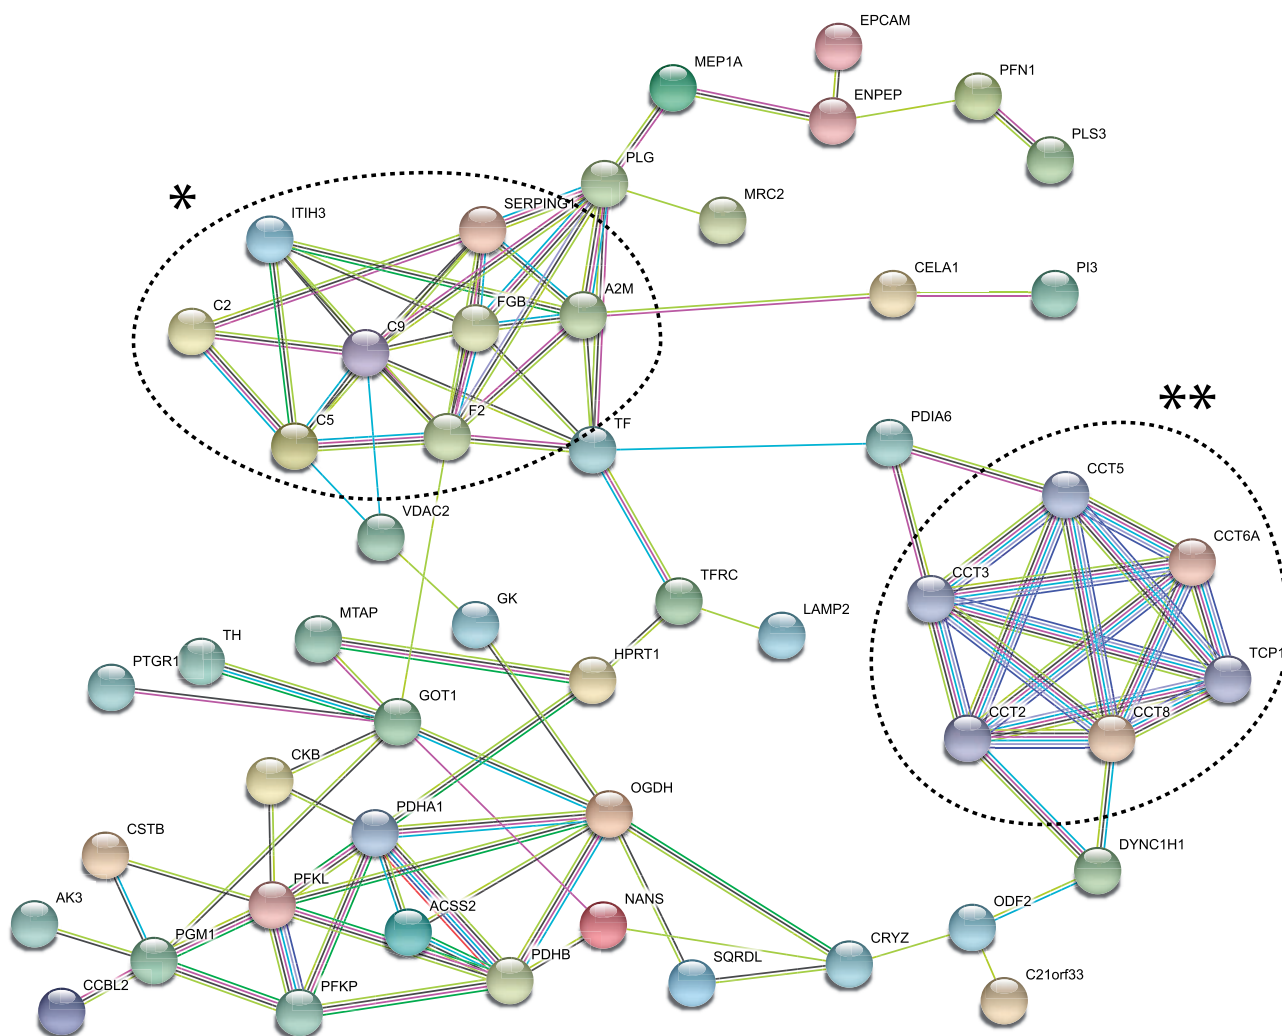 EPCAM
MEP1A
PFN1
ENPEP
PLS3
PLG
MRC2
*
ITIH3
SERPING1
CELA1
PI3
A2M
C2
FGB
C9
**
C5
F2
TF
PDIA6
CCT5
VDAC2
CCT6A
CCT3
TFRC
GK
LAMP2
MTAP
TH
HPRT1
TCP1
PTGR1
GOT1
CCT2
CCT8
CKB
OGDH
PDHA1
CSTB
DYNC1H1
PFKL
AK3
ACSS2
NANS
ODF2
PGM1
CRYZ
PDHB
SQRDL
CCBL2
PFKP
C21orf33